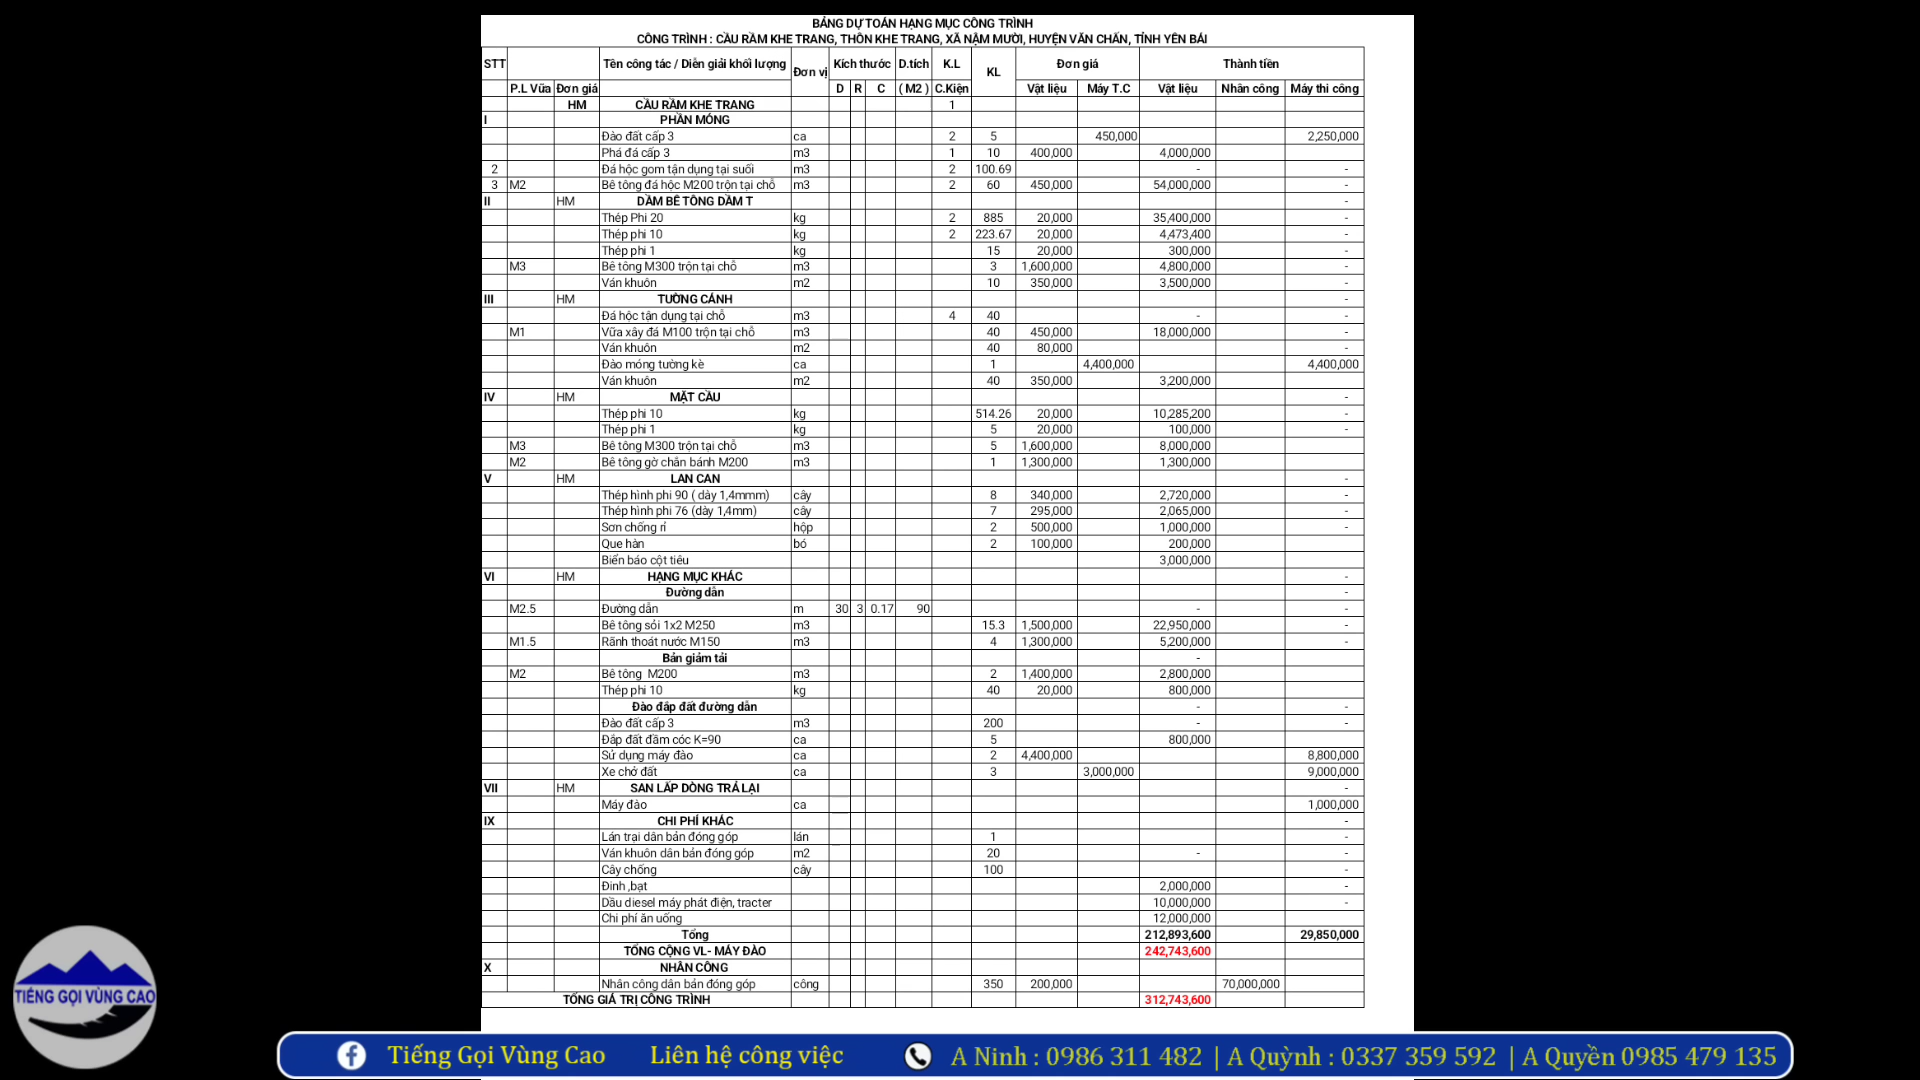 BẢNG DỰ TOÁN HẠNG MỤC CÔNG TRÌNH
CÔNG TRÌNH : CẦU RẦM KHE TRANG, THÔN KHE TRANG, XÃ NẬM MƯỜI, HUYỆN VĂN CHẤN, TỈNH YÊN BÁI
STT Tên công tác / Diễn giải khối lượng Đơn vị Kích thước D.tích K.L KL Đơn giá Thành tiền
P.L Vữa Đơn giá D R C ( M2 ) C.Kiện Vật liệu Máy T.C Vật liệu Nhân công Máy thi công
HM CẦU RẦM KHE TRANG 1
I PHẦN MÓNG
Đào đất cấp 3 ca 2 5 450,000 2,250,000
Phá đá cấp 3 m3 1 10 400,000 4,000,000
2 Đá hộc gom tận dụng tại suối m3 2 100.69 - -
3 M2 Bê tông đá hộc M200 trộn tại chỗ m3 2 60 450,000 54,000,000 -
II HM DẦM BÊ TÔNG DẦM T -
Thép Phi 20 kg 2 885 20,000 35,400,000 -
Thép phi 10 kg 2 223.67 20,000 4,473,400 -
Thép phi 1 kg 15 20,000 300,000 -
M3 Bê tông M300 trộn tại chỗ m3 3 1,600,000 4,800,000 -
Ván khuôn m2 10 350,000 3,500,000 -
III HM TƯỜNG CÁNH -
Đá hộc tận dụng tại chỗ m3 4 40 - -
M1 Vữa xây đá M100 trộn tại chỗ m3 40 450,000 18,000,000 -
Ván khuôn m2 40 80,000 -
Đào móng tường kè ca 1 4,400,000 4,400,000
Ván khuôn m2 40 350,000 3,200,000 -
IV HM MẶT CẦU -
Thép phi 10 kg 514.26 20,000 10,285,200 -
Thép phi 1 kg 5 20,000 100,000 -
M3 Bê tông M300 trộn tại chỗ m3 5 1,600,000 8,000,000
M2 Bê tông gờ chắn bánh M200 m3 1 1,300,000 1,300,000
V HM LAN CAN -
Thép hình phi 90 ( dày 1,4mmm) cây 8 340,000 2,720,000 -
Thép hình phi 76 (dày 1,4mm) cây 7 295,000 2,065,000 -
Sơn chống rỉ hộp 2 500,000 1,000,000 -
Que hàn bó 2 100,000 200,000
Biển báo cột tiêu 3,000,000
VI HM HẠNG MỤC KHÁC -
Đường dẫn -
M2.5 Đường dẫn m 30 3 0.17 90 - -
Bê tông sỏi 1x2 M250 m3 15.3 1,500,000 22,950,000 -
M1.5 Rãnh thoát nước M150 m3 4 1,300,000 5,200,000 -
Bản giảm tải -
M2 Bê tông M200 m3 2 1,400,000 2,800,000
Thép phi 10 kg 40 20,000 800,000
Đào đắp đất đường dẫn - -
Đào đất cấp 3 m3 200 - -
Đắp đất đầm cóc K=90 ca 5 800,000
Sử dụng máy đào ca 2 4,400,000 8,800,000
Xe chở đất ca 3 3,000,000 9,000,000
VII HM SAN LẤP DÒNG TRẢ LẠI -
Máy đào ca 1,000,000
IX CHI PHÍ KHÁC -
Lán trại dân bản đóng góp lán 1 -
Ván khuôn dân bản đóng góp m2 20 - -
Cây chống cây 100 -
Đinh ,bạt 2,000,000 -
Dầu diesel máy phát điện, tracter 10,000,000 -
Chi phí ăn uống 12,000,000
Tổng 212,893,600 29,850,000
TỔNG CỘNG VL- MÁY ĐÀO 242,743,600
X NHÂN CÔNG
Nhân công dân bản đóng góp công 350 200,000 70,000,000
TỔNG GIÁ TRỊ CÔNG TRÌNH 312,743,600
TIẾNG GỌI VÙNG CAO
Tiếng Gọi Vùng Cao Liên hệ công việc A Ninh : 0986 311 482 | A Quỳnh : 0337 359 592 | A Quyền 0985 479 135